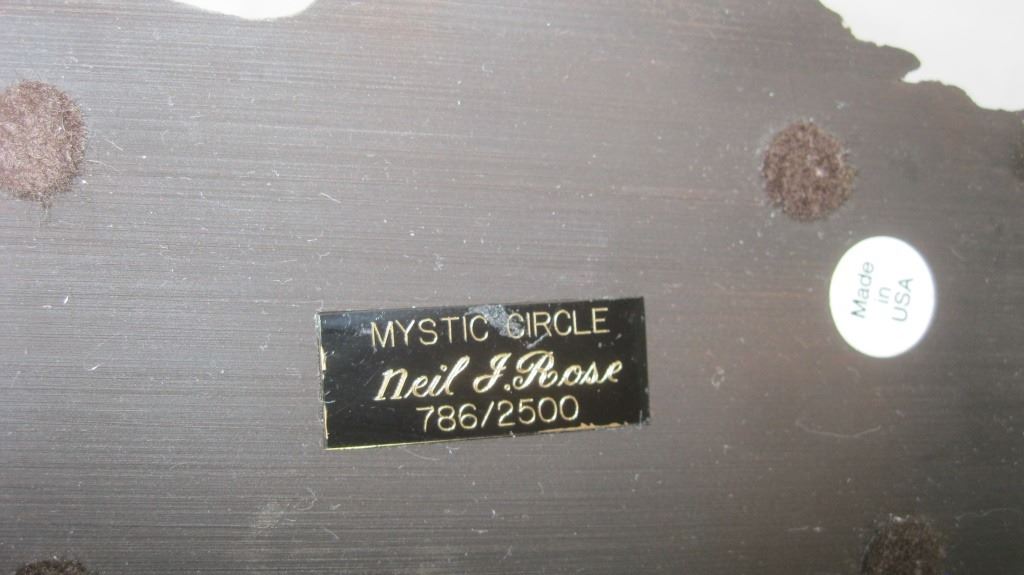 MYSTIC CIRCLE
Neil J. Rose
786/2500
Made
in
USA